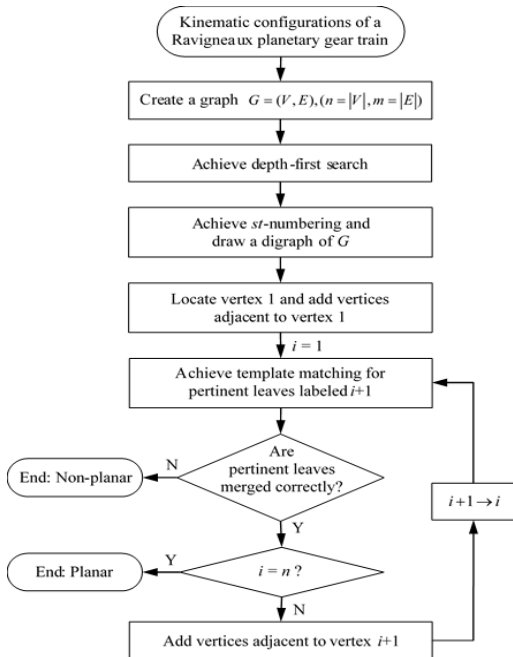 Kinematic configurations of a
Ravigneaux planetary gear train
Create a graph G = (V, E), (n = |V|, m = |E|)
Achieve depth-first search
Achieve st-numbering and
draw a digraph of G
Locate vertex 1 and add vertices
adjacent to vertex 1
i = 1
Achieve template matching for
pertinent leaves labeled i+1
Are
pertinent leaves
merged correctly?
N
End: Non-planar
i+1→i
Y
i = n ?
Y
End: Planar
N
Add vertices adjacent to vertex i+1